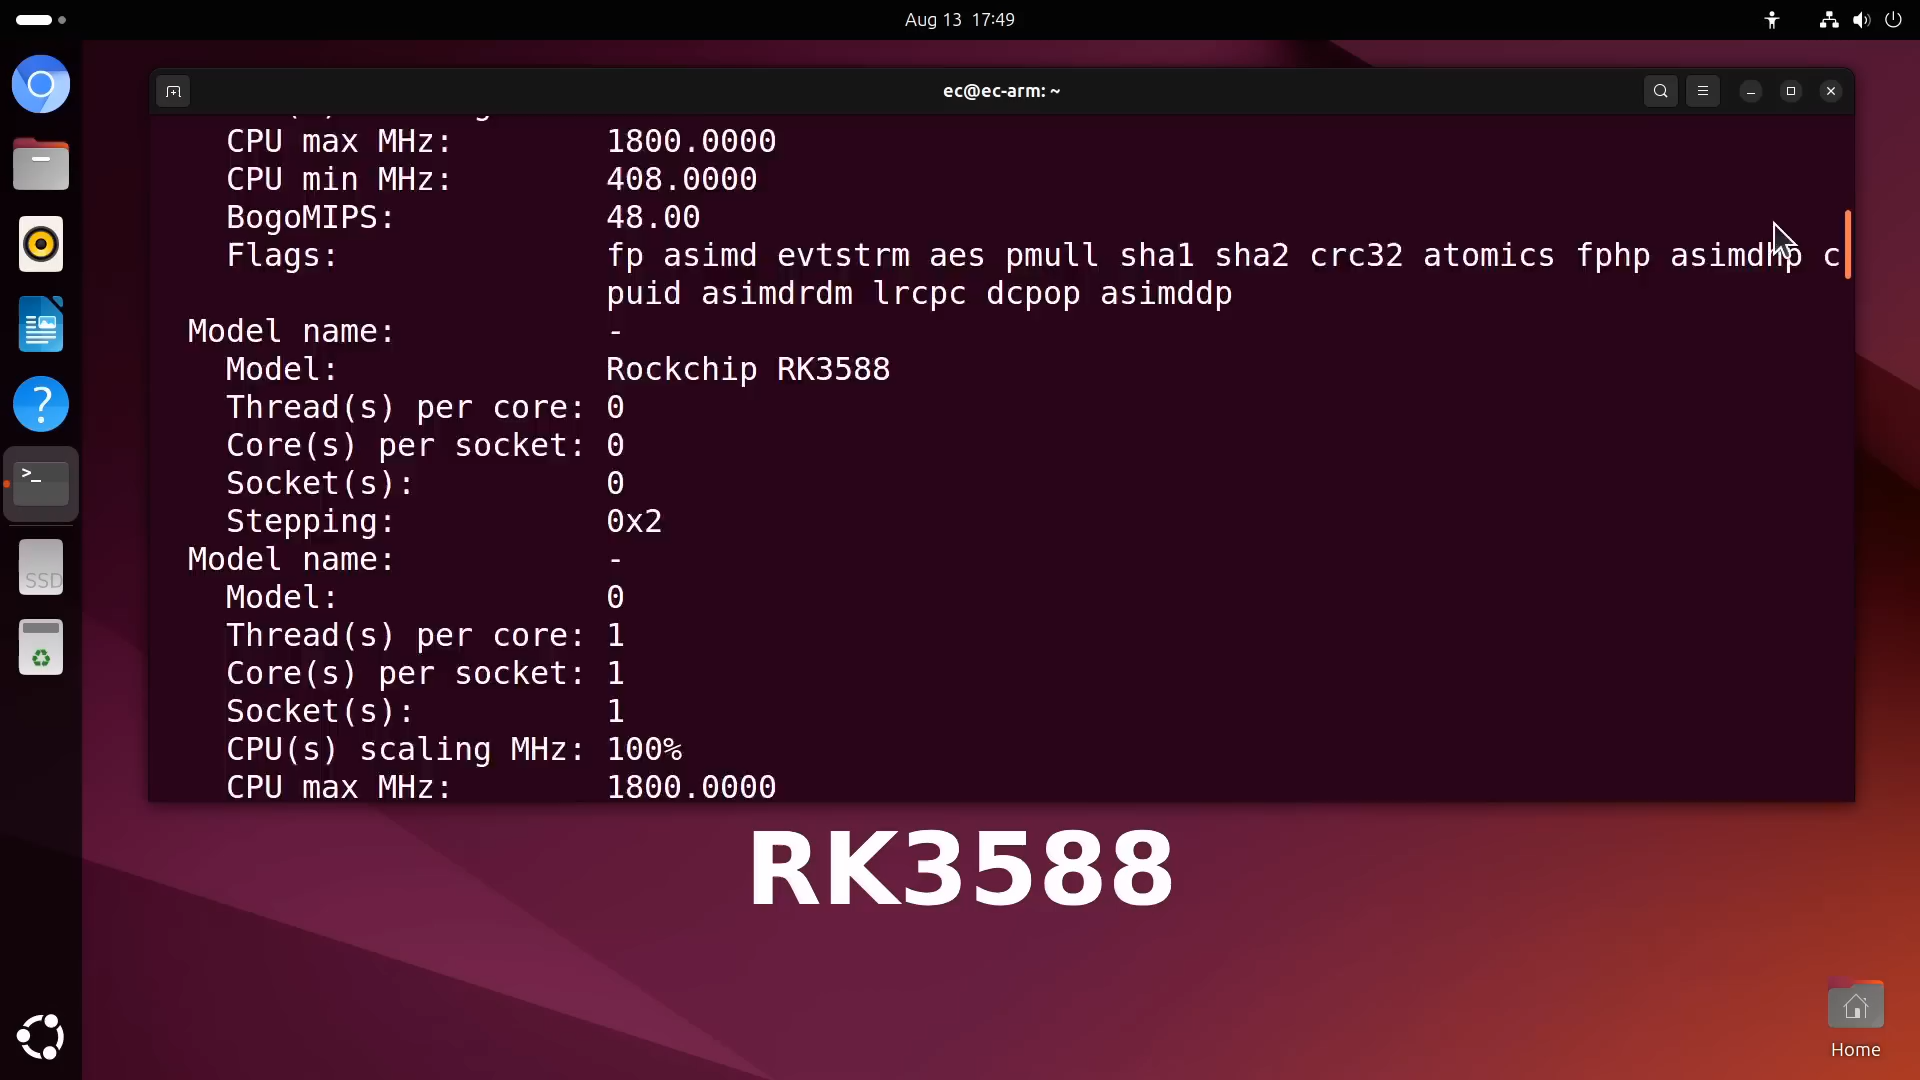 Aug 13 17:49
ec@ec-arm: ~
CPU max MHz: 1800.0000
CPU min MHz: 408.0000
BogoMIPS: 48.00
Flags: fp asimd evtstrm aes pmull sha1 sha2 crc32 atomics fphp asimdhp c
puid asimdrdm lrcpc dcpop asimddp
Model name: -
Model: Rockchip RK3588
Thread(s) per core: 0
Core(s) per socket: 0
Socket(s): 0
Stepping: 0x2
Model name: -
Model: 0
Thread(s) per core: 1
Core(s) per socket: 1
Socket(s): 1
CPU(s) scaling MHz: 100%
CPU max MHz: 1800.0000
SSD
RK3588
Home